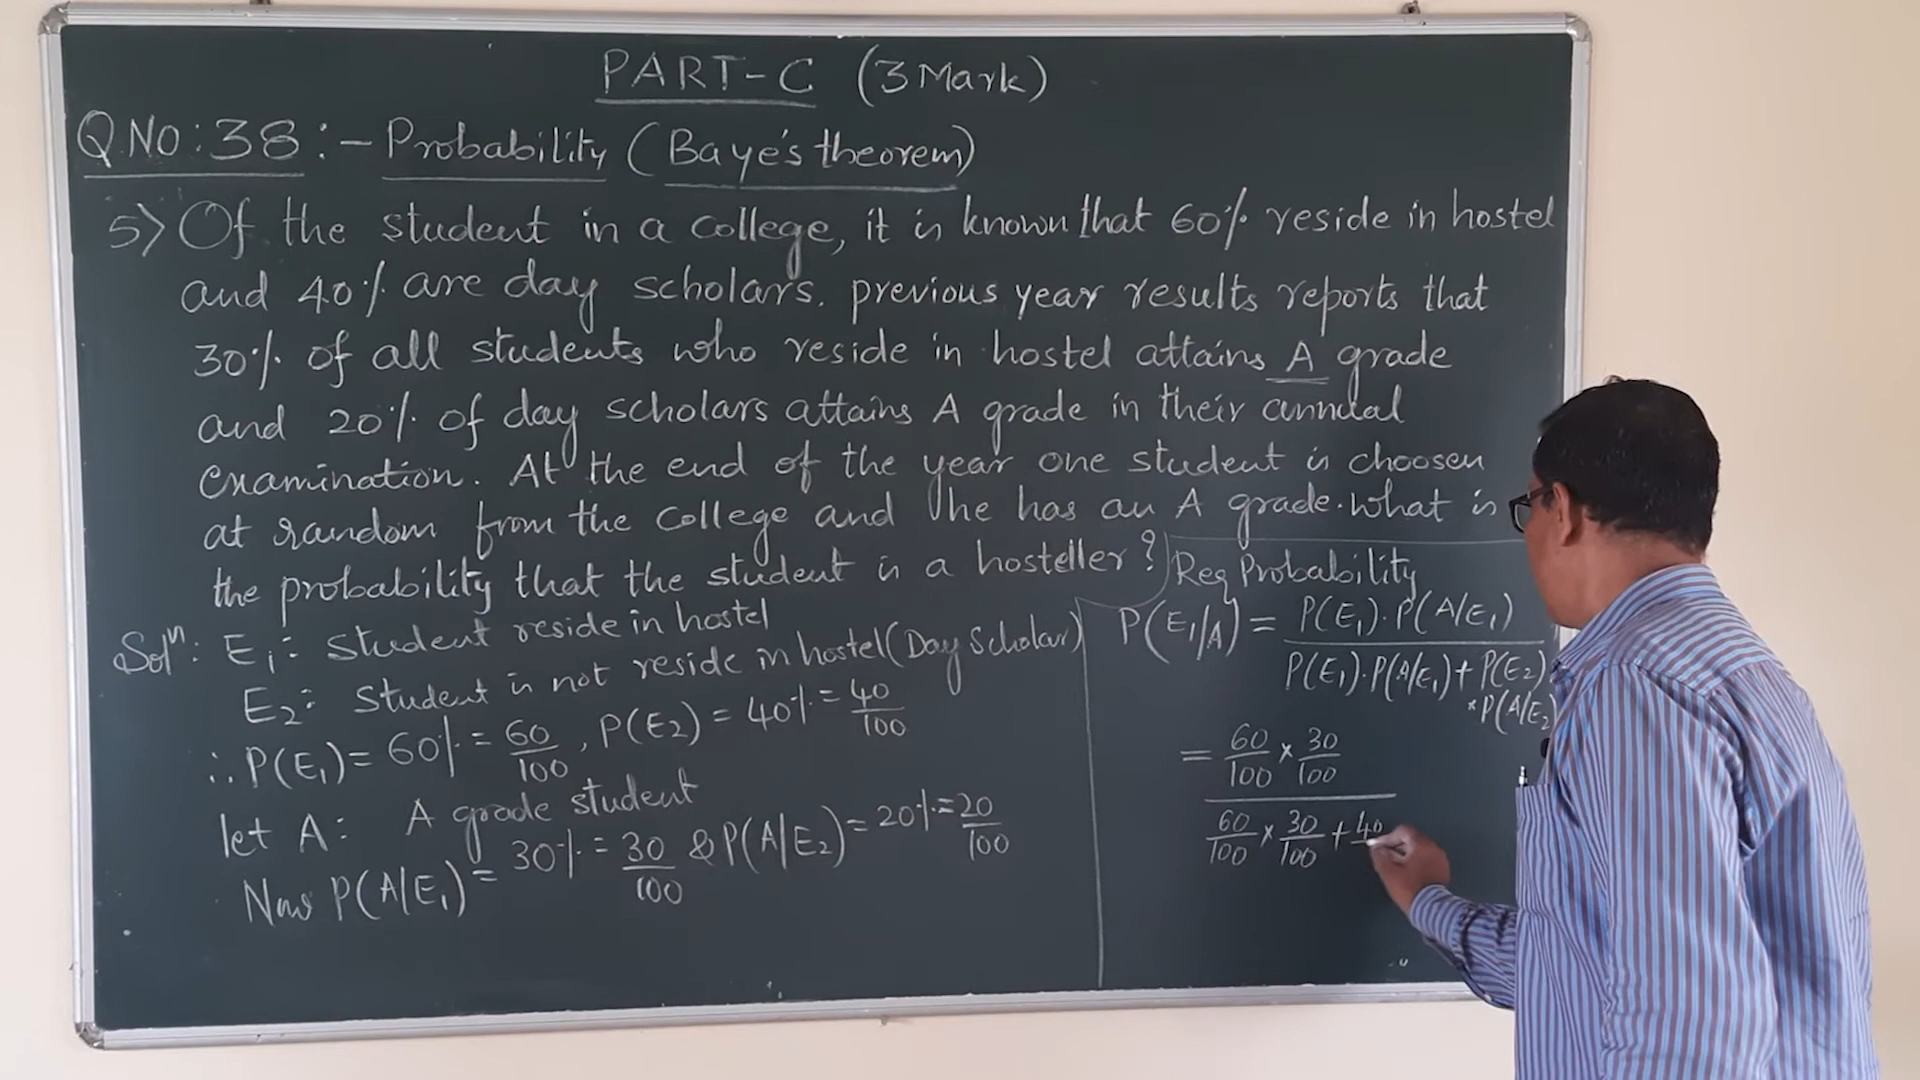 PART-C (3 Mark)
Q.NO:38:- Probability (Baye's theorem)
5) Of the student in a college, it is known that 60% reside in hostel
and 40% are day scholars. previous year results reports that
30% of all students who reside in hostel attains A grade
and 20% of day scholars attains A grade in their annual
examination. At the end of the year one student is choosen
at random from the college and he has an A grade. what is
the probability that the student is a hosteller?
Solⁿ: E₁: Student reside in hostel
E₂: Student is not reside in hostel (Day Scholar)
∴ P(E₁) = 60% = 60/100, P(E₂) = 40% = 40/100
let A: A grade student
Now P(A|E₁) = 30% = 30/100 & P(A|E₂) = 20% = 20/100
Req Probability
P(E₁/A) = P(E₁)·P(A/E₁)
P(E₁)·P(A/E₁) + P(E₂)
× P(A/E₂
= 60/100 × 30/100
60/100 × 30/100 + 40